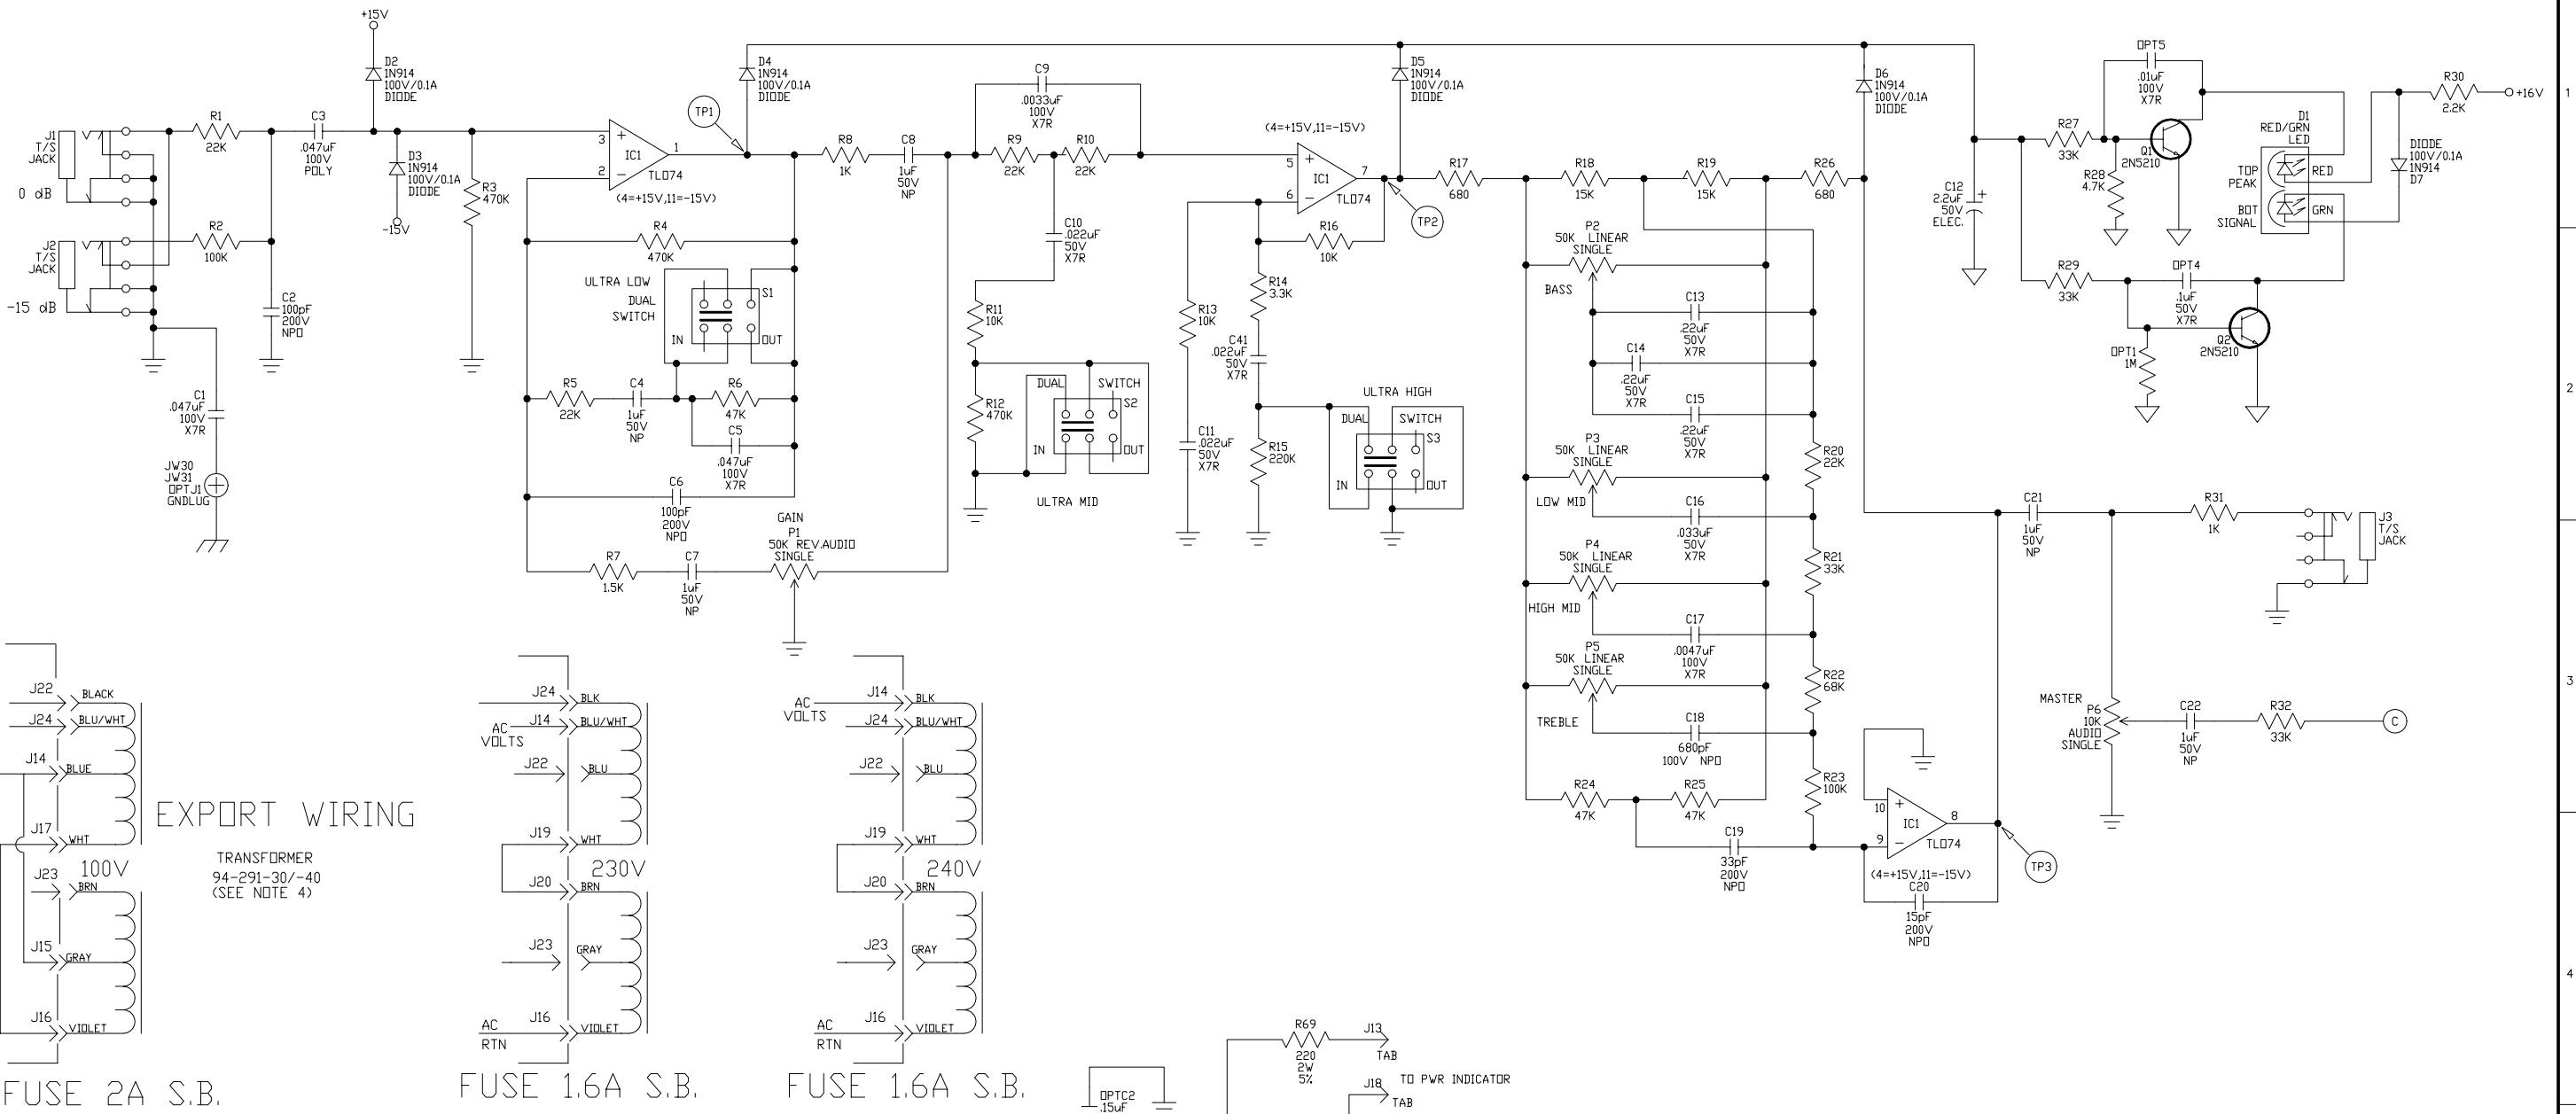 +15V
D2
1N914
100V/0.1A
DIODE
J1
T/S
JACK
0 dB
R1
22K
C3
.047uF
100V
POLY
D3
1N914
100V/0.1A
DIODE
-15V
R3
470K
J2
T/S
JACK
-15 dB
R2
100K
C2
100pF
200V
NPO
C1
.047uF
100V
X7R
JW30
JW31
OPTJ1
GNDLUG
3
2
+
-
IC1
1
TL074
(4=+15V,11=-15V)
TP1
D4
1N914
100V/0.1A
DIODE
R4
470K
ULTRA LOW
DUAL
SWITCH
S1
IN
OUT
R5
22K
C4
1uF
50V
NP
R6
47K
C5
.047uF
100V
X7R
C6
100pF
200V
NPO
R7
1.5K
C7
1uF
50V
NP
GAIN
P1
50K REV.AUDIO
SINGLE
R8
1K
C8
1uF
50V
NP
C9
.0033uF
100V
X7R
R9
22K
R10
22K
C10
.022uF
50V
X7R
R11
10K
R12
470K
DUAL
SWITCH
S2
IN
OUT
ULTRA MID
(4=+15V,11=-15V)
5
6
+
-
IC1
7
TL074
TP2
D5
1N914
100V/0.1A
DIODE
R16
10K
R13
10K
R14
3.3K
C41
.022uF
50V
X7R
C11
.022uF
50V
X7R
R15
220K
ULTRA HIGH
DUAL
SWITCH
S3
IN
OUT
R17
680
R18
15K
R19
15K
R26
680
D6
1N914
100V/0.1A
DIODE
P2
50K LINEAR
SINGLE
BASS
C13
.22uF
50V
X7R
C14
.22uF
50V
X7R
C15
.22uF
50V
X7R
P3
50K LINEAR
SINGLE
LOW MID
C16
.033uF
50V
X7R
P4
50K LINEAR
SINGLE
HIGH MID
C17
.0047uF
100V
X7R
P5
50K LINEAR
SINGLE
TREBLE
C18
680pF
100V NPO
R20
22K
R21
33K
R22
68K
R23
100K
R24
47K
R25
47K
C19
33pF
200V
NPO
10
9
+
-
IC1
8
TL074
(4=+15V,11=-15V)
C20
15pF
200V
NPO
TP3
C12
2.2uF
50V
ELEC.
+
R27
33K
R28
4.7K
OPT5
.01uF
100V
X7R
Q1
2N5210
D1
RED/GRN
LED
TOP
PEAK
RED
BOT
SIGNAL
GRN
R30
2.2K
+16V
DIODE
100V/0.1A
1N914
D7
R29
33K
OPT4
.1uF
50V
X7R
Q2
2N5210
OPT1
1M
C21
1uF
50V
NP
R31
1K
J3
T/S
JACK
MASTER
P6
10K
AUDIO
SINGLE
C22
1uF
50V
NP
R32
33K
C
1
2
3
4
J22
BLACK
J24
BLU/WHT
J14
BLUE
J17
WHT
100V
J23
BRN
J15
GRAY
J16
VIOLET
FUSE 2A S.B.
EXPORT WIRING
TRANSFORMER
94-291-30/-40
(SEE NOTE 4)
J24
BLK
AC
VOLTS
J14
BLU/WHT
J22
BLU
J19
WHT
230V
J20
BRN
J23
GRAY
AC
RTN
J16
VIOLET
FUSE 1.6A S.B.
AC
VOLTS
J14
BLK
J24
BLU/WHT
J22
BLU
J19
WHT
240V
J20
BRN
J23
GRAY
AC
RTN
J16
VIOLET
FUSE 1.6A S.B.
OPTC2
.15uF
R69
220
2W
5%
J13
TAB
J18
TAB
TO PWR INDICATOR